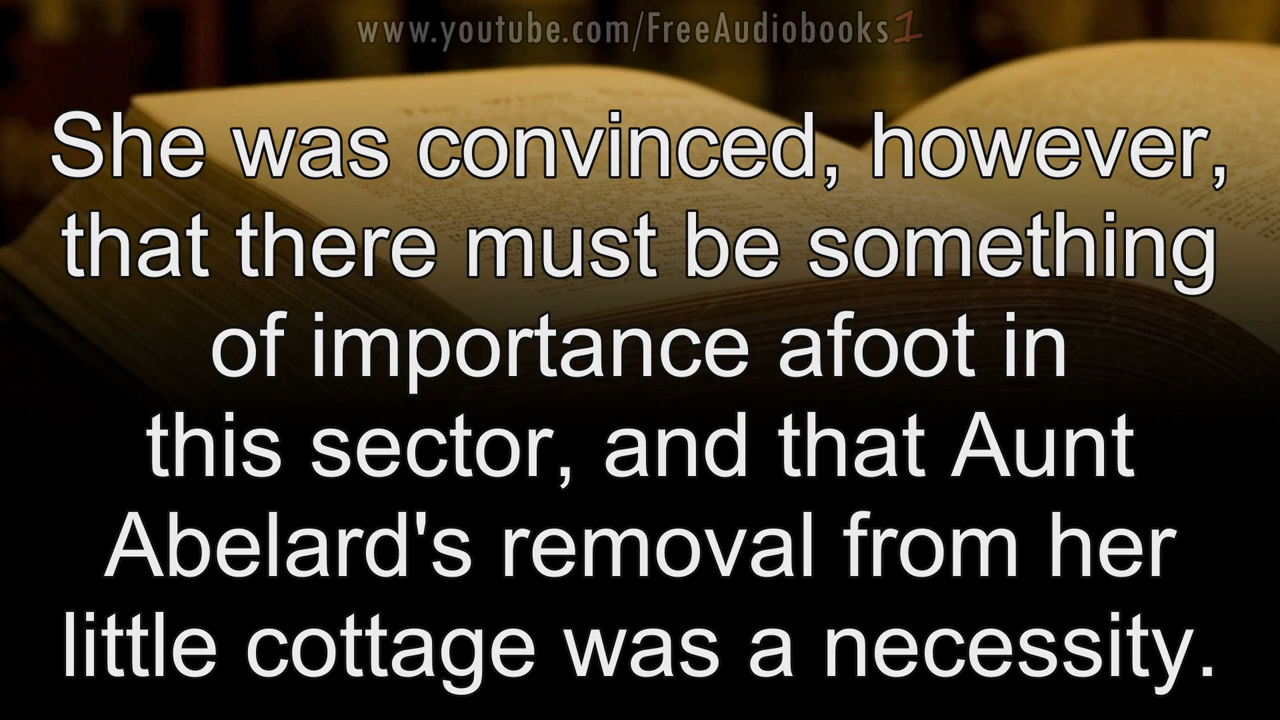 www.youtube.com/FreeAudiobooks1
She was convinced, however,
that there must be something
of importance afoot in
this sector, and that Aunt
Abelard's removal from her
little cottage was a necessity.